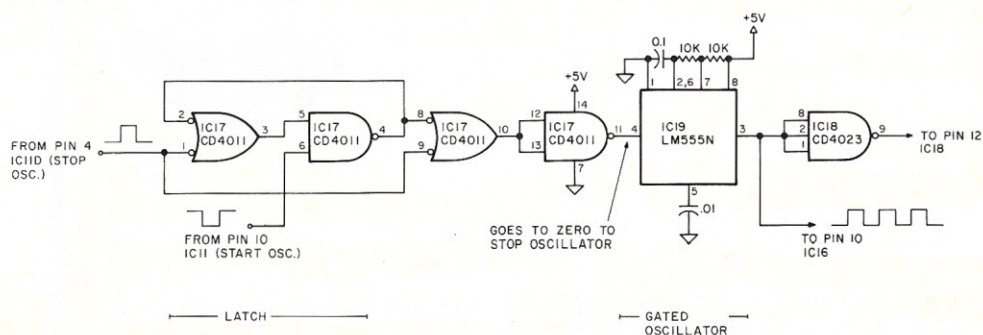 +5V
0.1
10K
10K
+5V
1
2,6
7
8
14
2
IC17
CD4011
3
1
5
IC17
CD4011
4
6
8
IC17
CD4011
10
9
12
IC17
CD4011
11
13
7
4
IC19
LM555N
3
5
.01
8
2
1
IC18
CD4023
9
TO PIN 12
IC18
FROM PIN 4
IC11D (STOP
OSC.)
FROM PIN 10
IC11 (START OSC.)
GOES TO ZERO TO
STOP OSCILLATOR
TO PIN 10
IC16
LATCH
GATED
OSCILLATOR